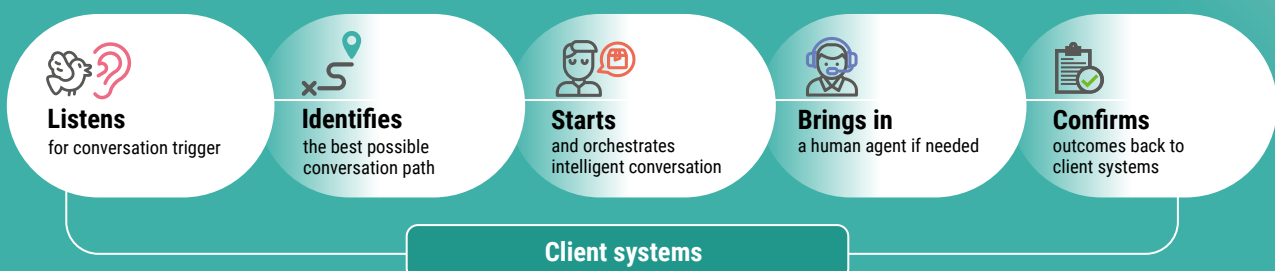 Listens
for conversation trigger
Identifies
the best possible
conversation path
Starts
and orchestrates
intelligent conversation
Brings in
a human agent if needed
Confirms
outcomes back to
client systems
Client systems